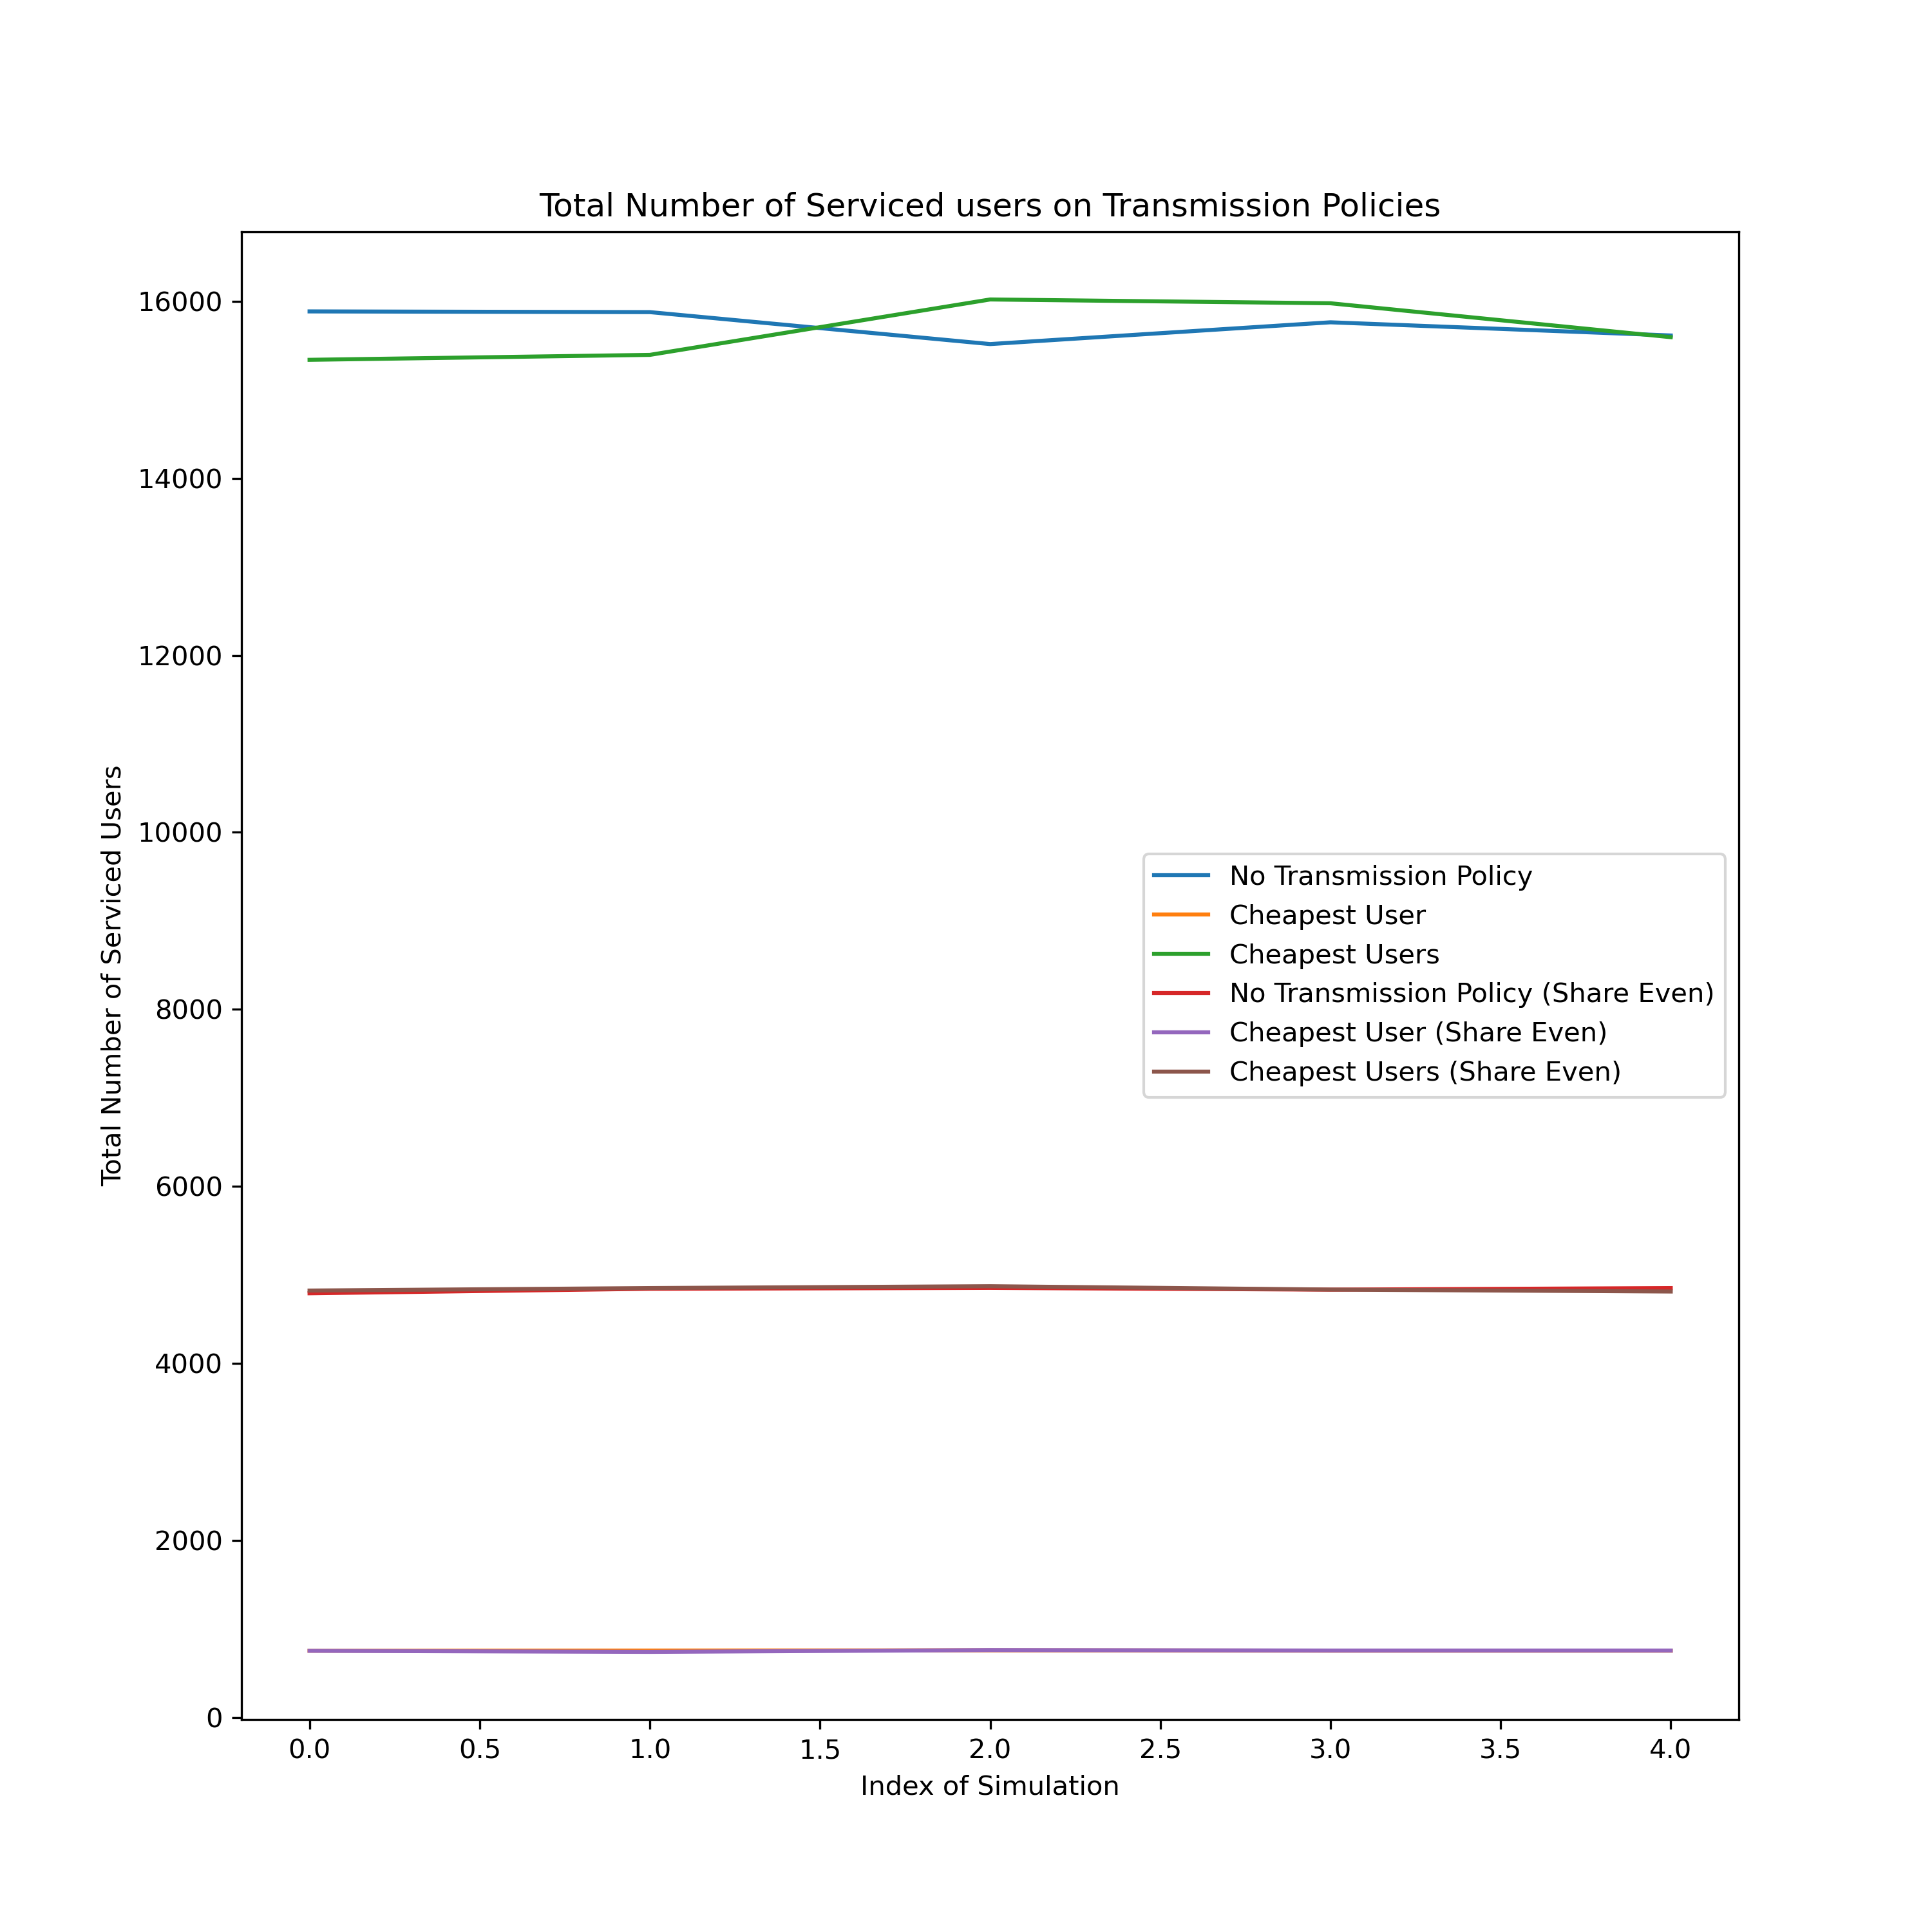 Total Number of Serviced users on Transmission Policies
Total Number of Serviced Users
16000
14000
12000
10000
8000
6000
4000
2000
0
No Transmission Policy
Cheapest User
Cheapest Users
No Transmission Policy (Share Even)
Cheapest User (Share Even)
Cheapest Users (Share Even)
0.0 0.5 1.0 1.5 2.0 2.5 3.0 3.5 4.0
Index of Simulation